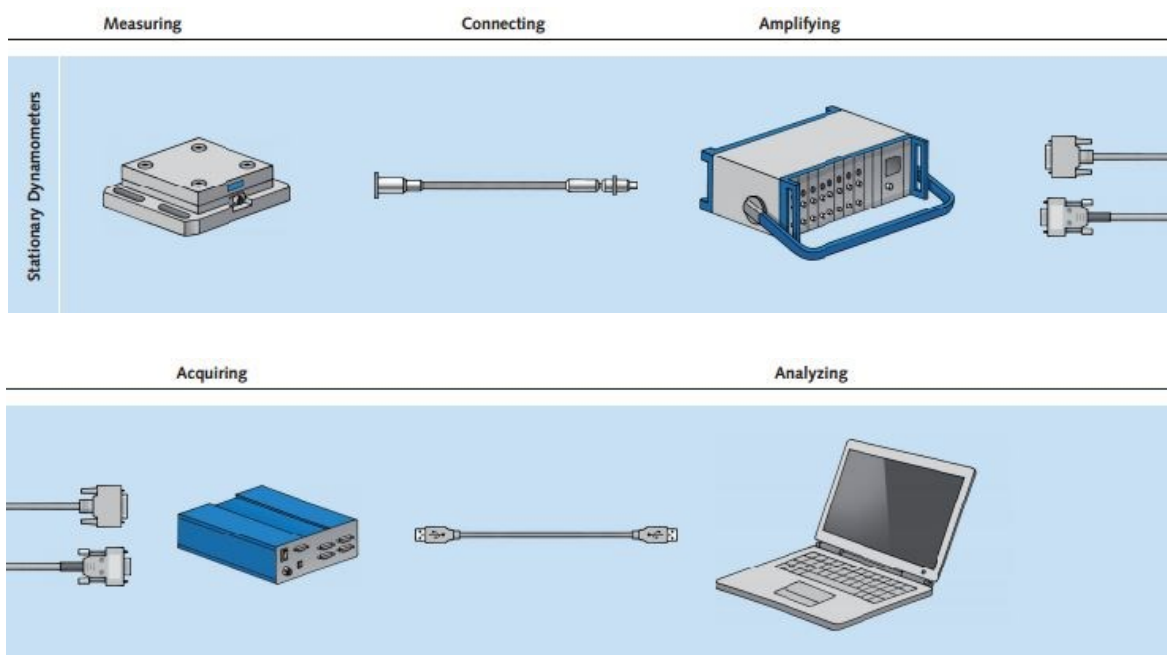 Measuring
Connecting
Amplifying
Stationary Dynamometers
Acquiring
Analyzing